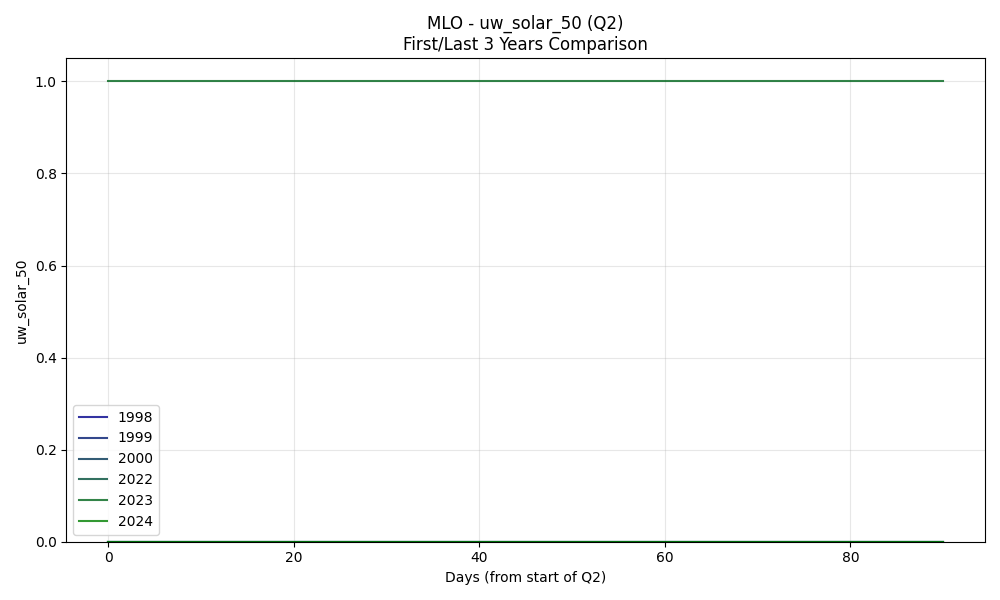 MLO - uw_solar_50 (Q2)
First/Last 3 Years Comparison
1.0
0.8
0.6
0.4
0.2
0.0
uw_solar_50
1998
1999
2000
2022
2023
2024
0 20 40 60 80
Days (from start of Q2)